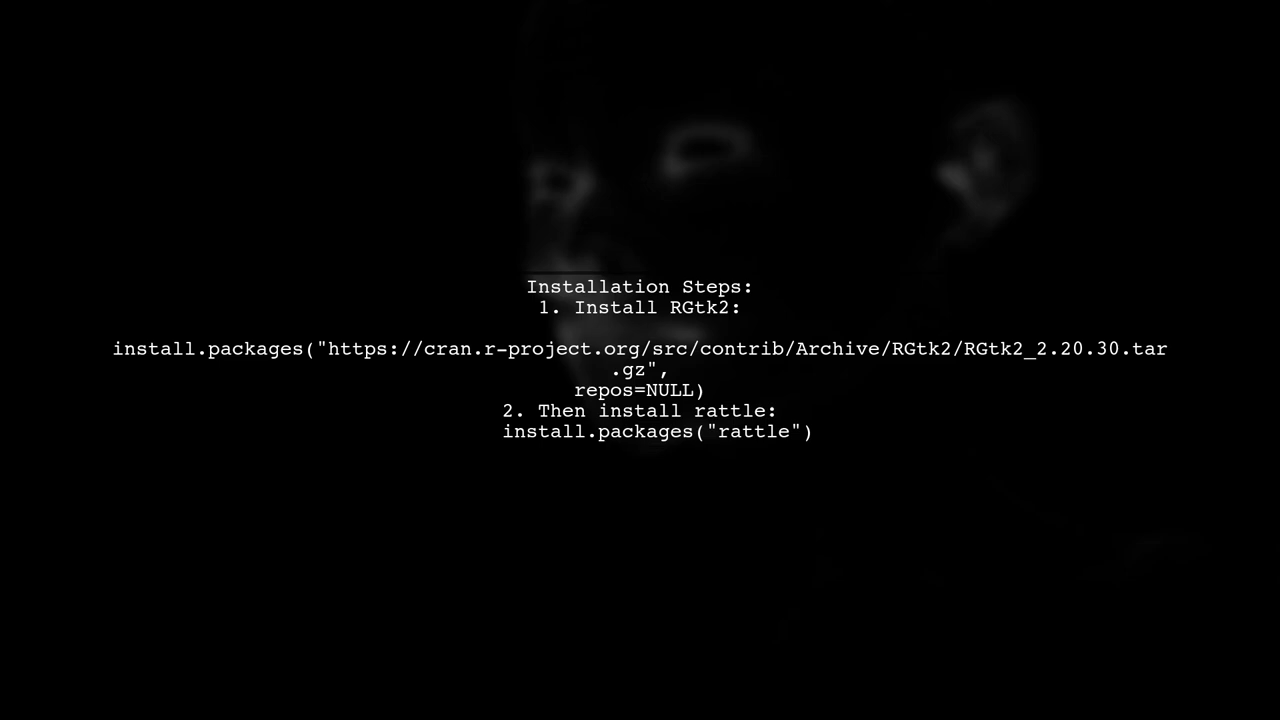 Installation Steps:
1. Install RGtk2:
install.packages("https://cran.r-project.org/src/contrib/Archive/RGtk2/RGtk2_2.20.30.tar
.gz",
repos=NULL)
2. Then install rattle:
install.packages("rattle")